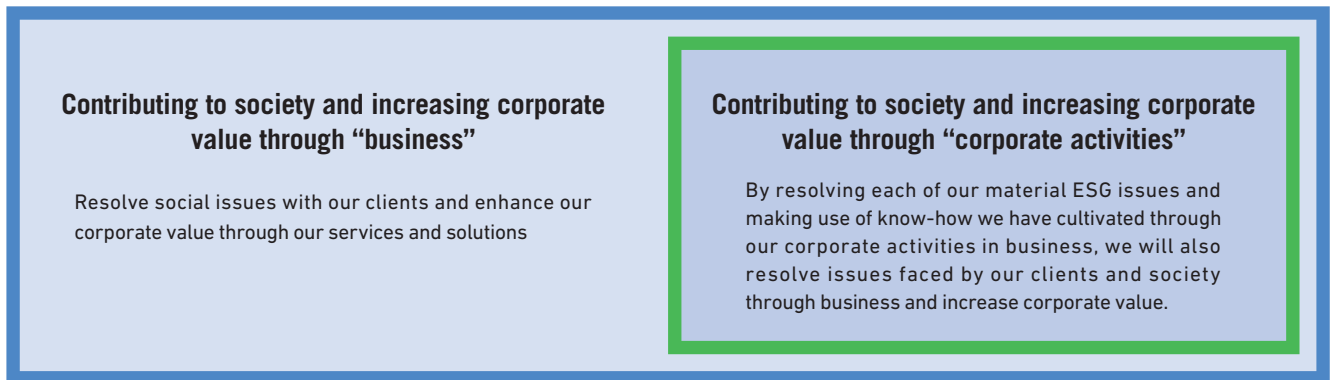 Contributing to society and increasing corporate
value through “business”
Resolve social issues with our clients and enhance our
corporate value through our services and solutions
Contributing to society and increasing corporate
value through “corporate activities”
By resolving each of our material ESG issues and
making use of know-how we have cultivated through
our corporate activities in business, we will also
resolve issues faced by our clients and society
through business and increase corporate value.